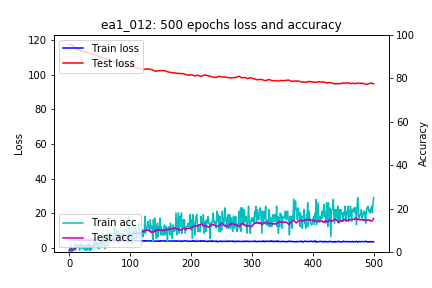 ea1_012: 500 epochs loss and accuracy
120
100
80
60
40
20
0
Loss
Train loss
Test loss
Train acc
Test acc
0
100
200
300
400
500
100
80
60
40
20
0
Accuracy